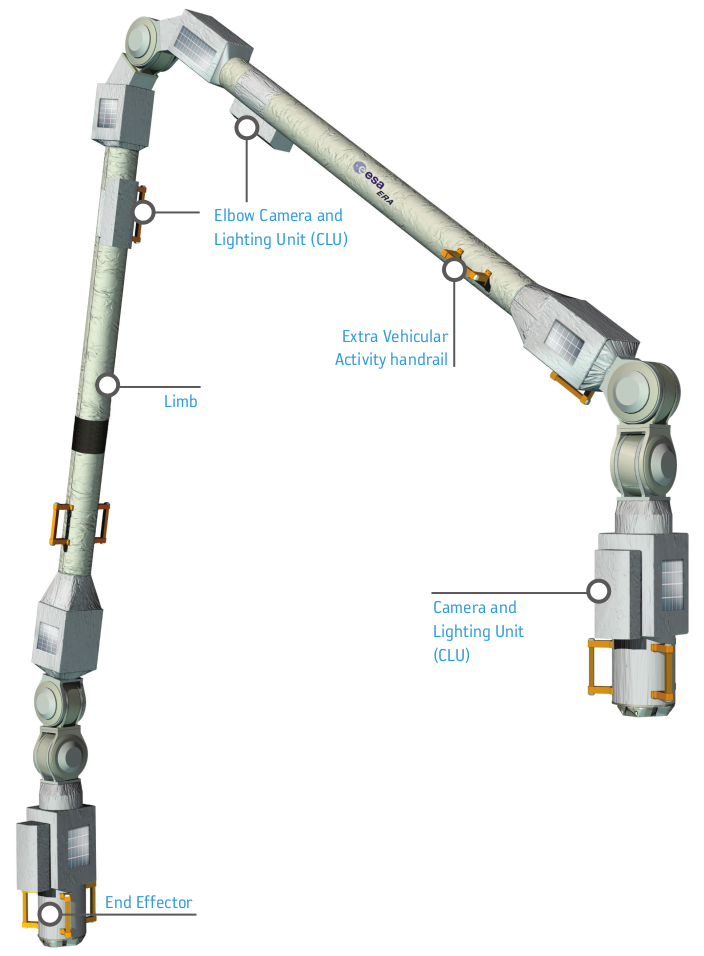 esa
ERA
Elbow Camera and
Lighting Unit (CLU)
Extra Vehicular
Activity handrail
Limb
Camera and
Lighting Unit
(CLU)
End Effector